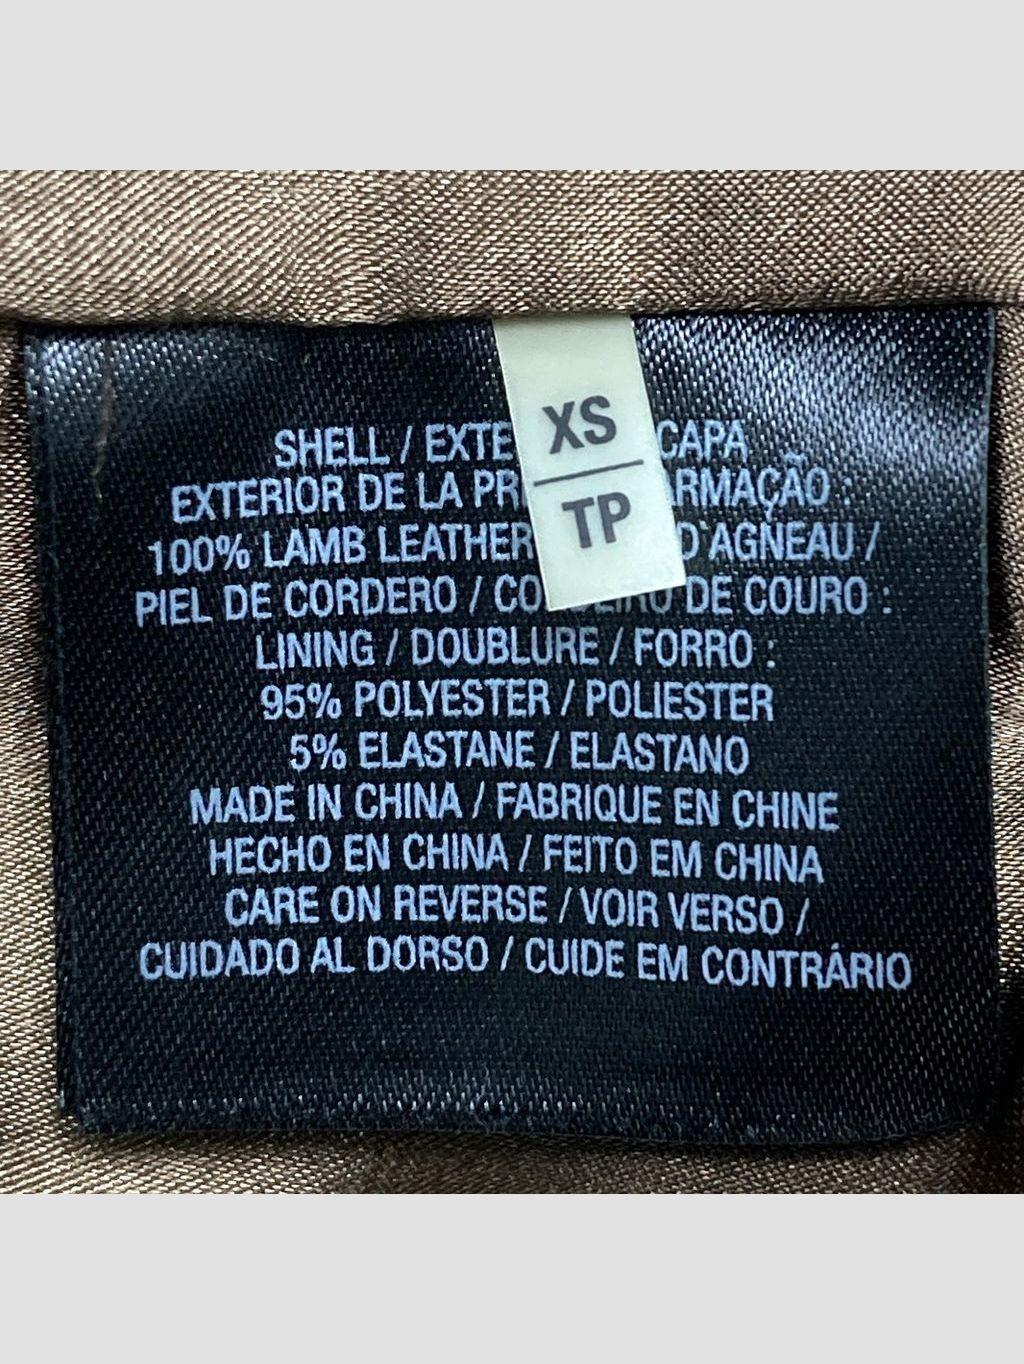 XS
TP
SHELL / EXTE CAPA
EXTERIOR DE LA PR RMAÇÃO :
100% LAMB LEATHER D'AGNEAU /
PIEL DE CORDERO / CORDEIRO DE COURO :
LINING / DOUBLURE / FORRO :
95% POLYESTER / POLIESTER
5% ELASTANE / ELASTANO
MADE IN CHINA / FABRIQUE EN CHINE
HECHO EN CHINA / FEITO EM CHINA
CARE ON REVERSE / VOIR VERSO /
CUIDADO AL DORSO / CUIDE EM CONTRÁRIO